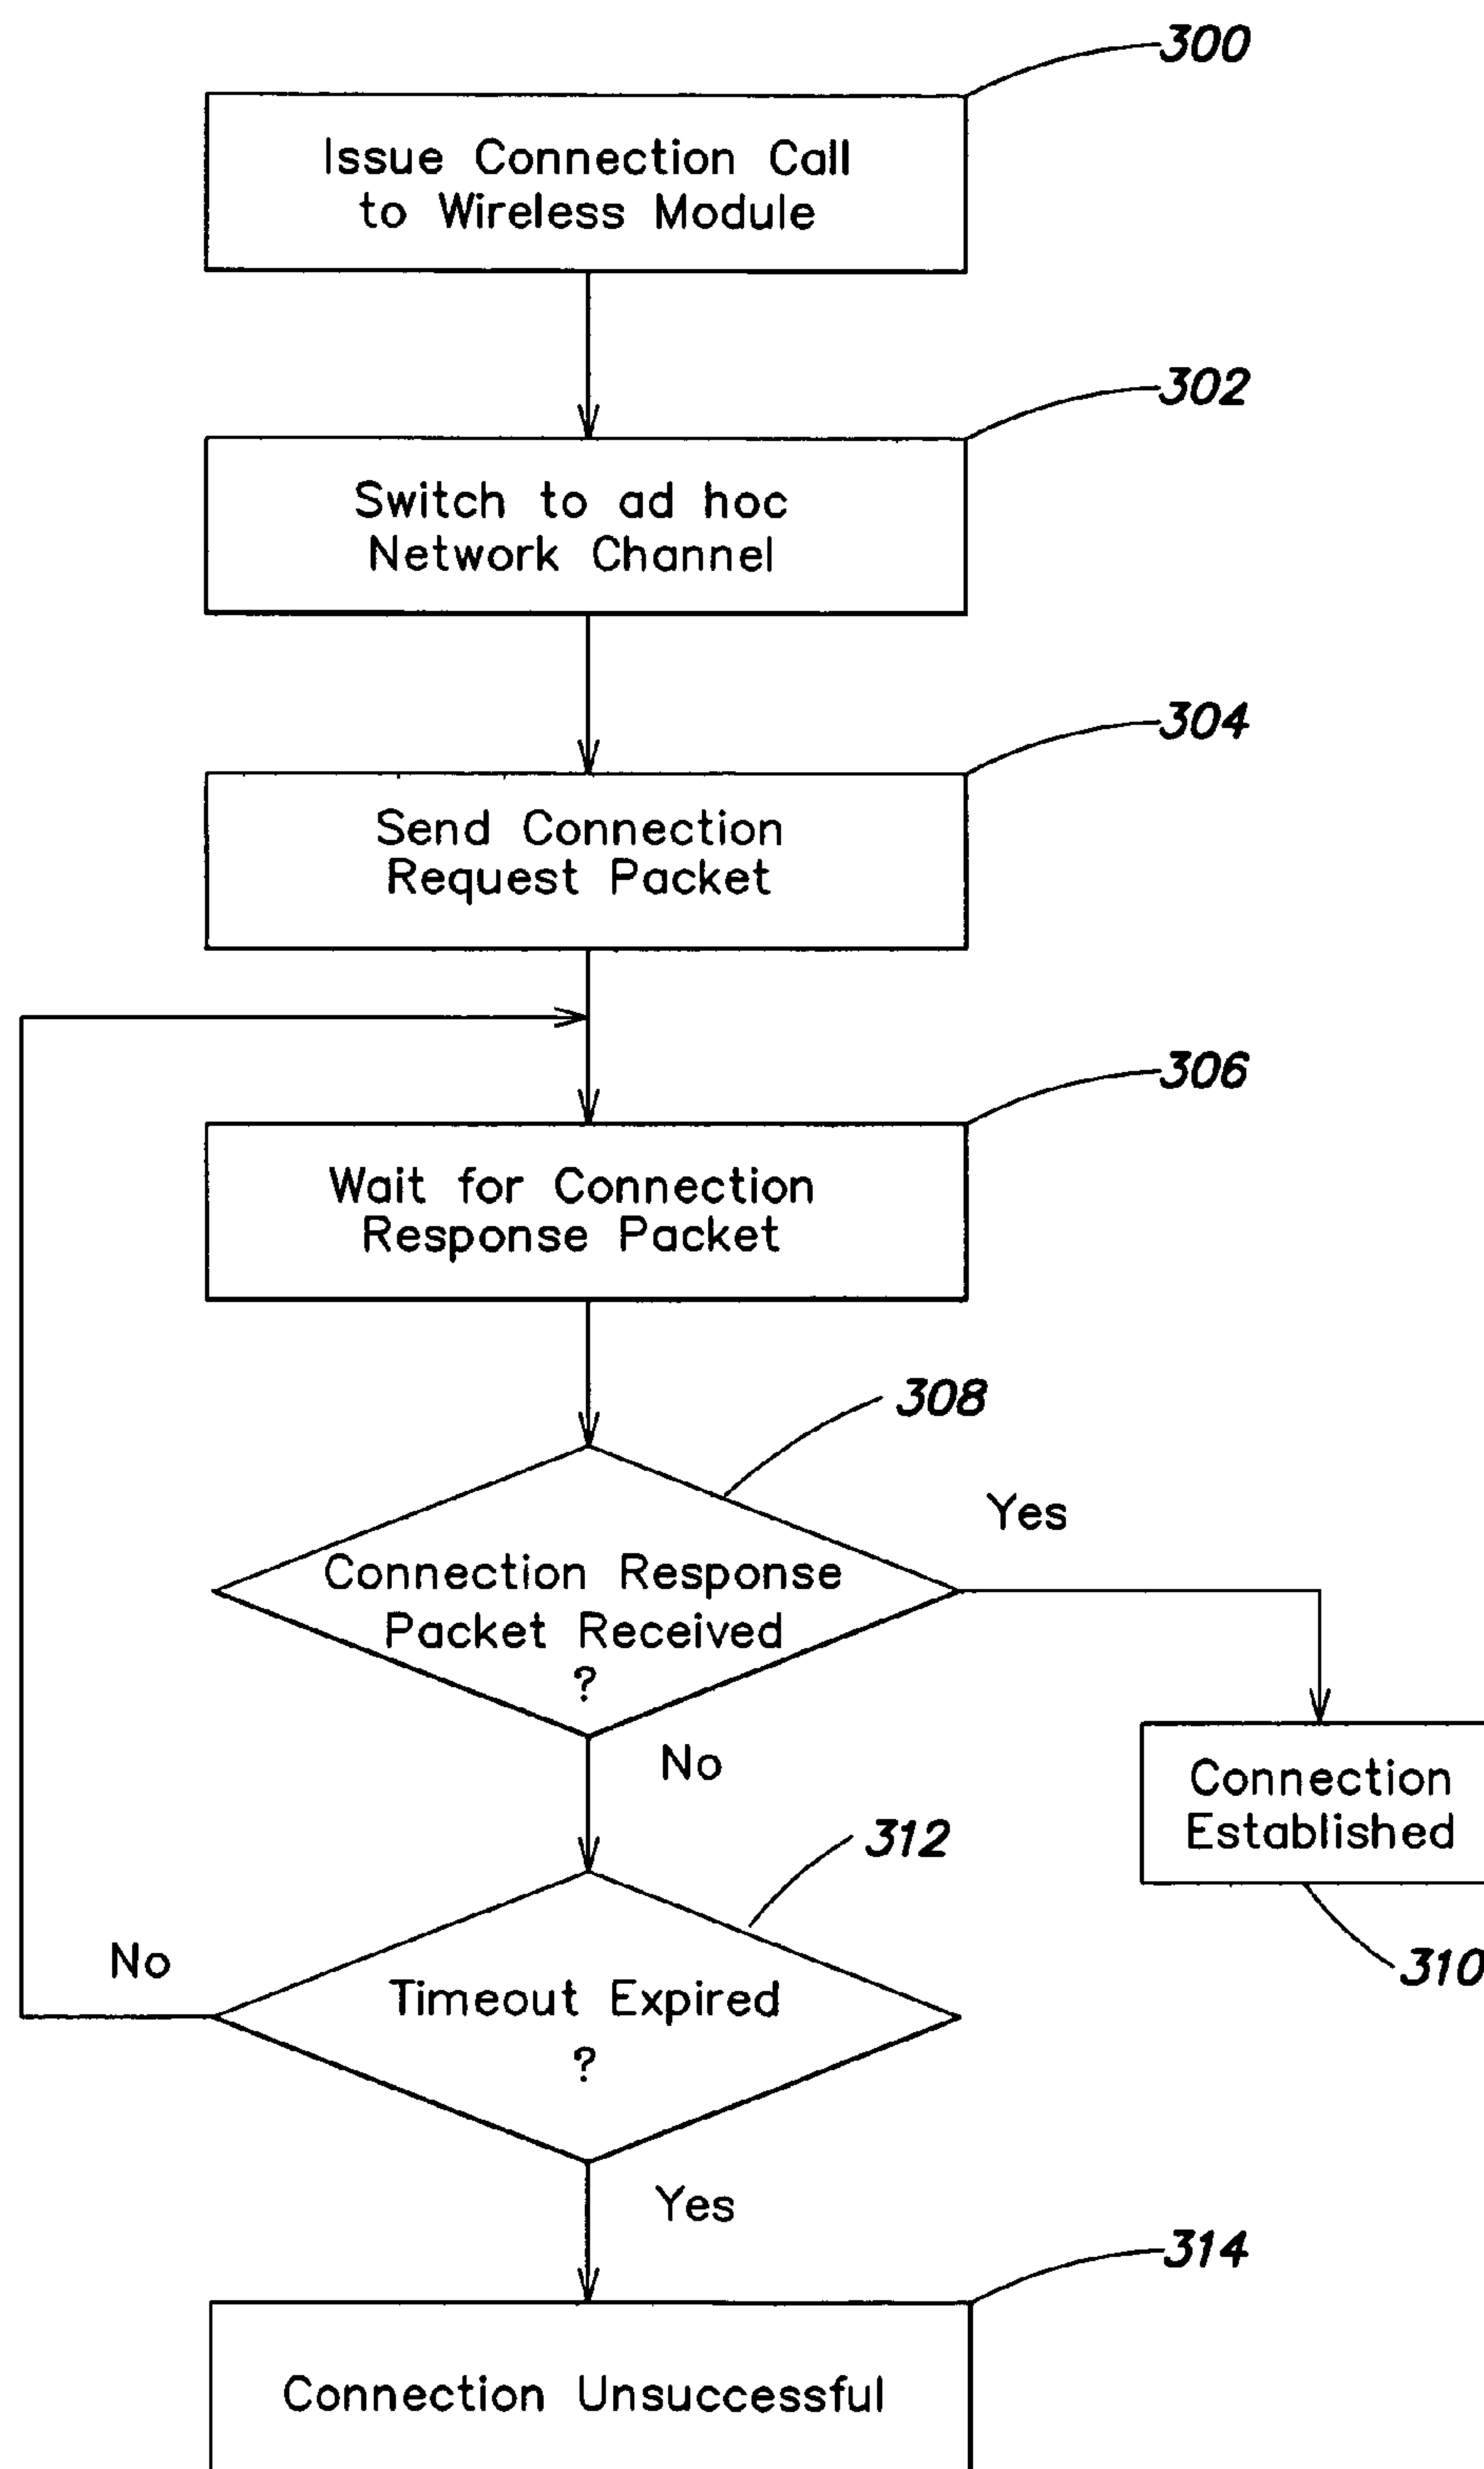 300
Issue Connection Call
to Wireless Module
302
Switch to ad hoc
Network Channel
304
Send Connection
Request Packet
306
Wait for Connection
Response Packet
308
Yes
Connection Response
Packet Received
?
No
Connection
Established
310
312
No
Timeout Expired
?
Yes
314
Connection Unsuccessful